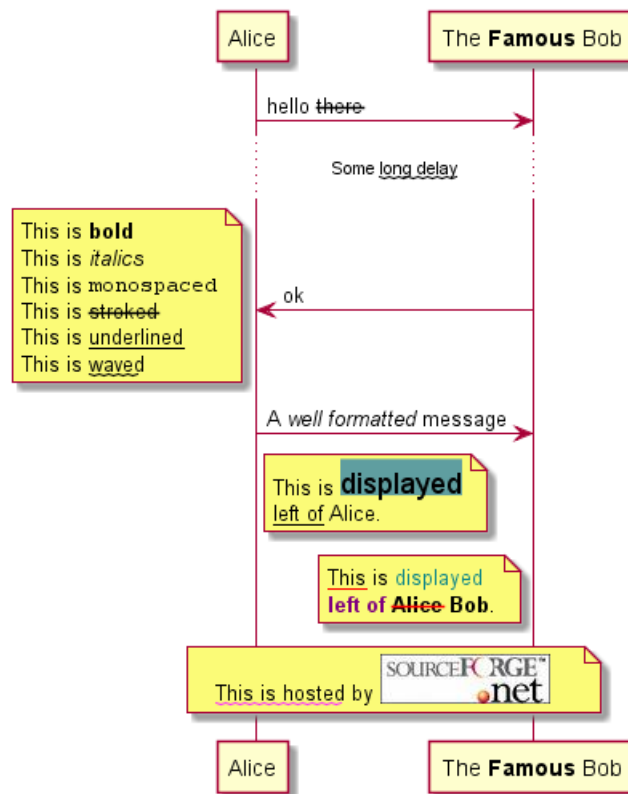 Alice
The Famous Bob
hello there
Some long delay
This is bold
This is italics
This is monospaced
This is stroked
This is underlined
This is waved
ok
A well formatted message
This is displayed
left of Alice.
This is displayed
left of Alice Bob.
This is hosted by SOURCEFORGE™
.net
Alice
The Famous Bob